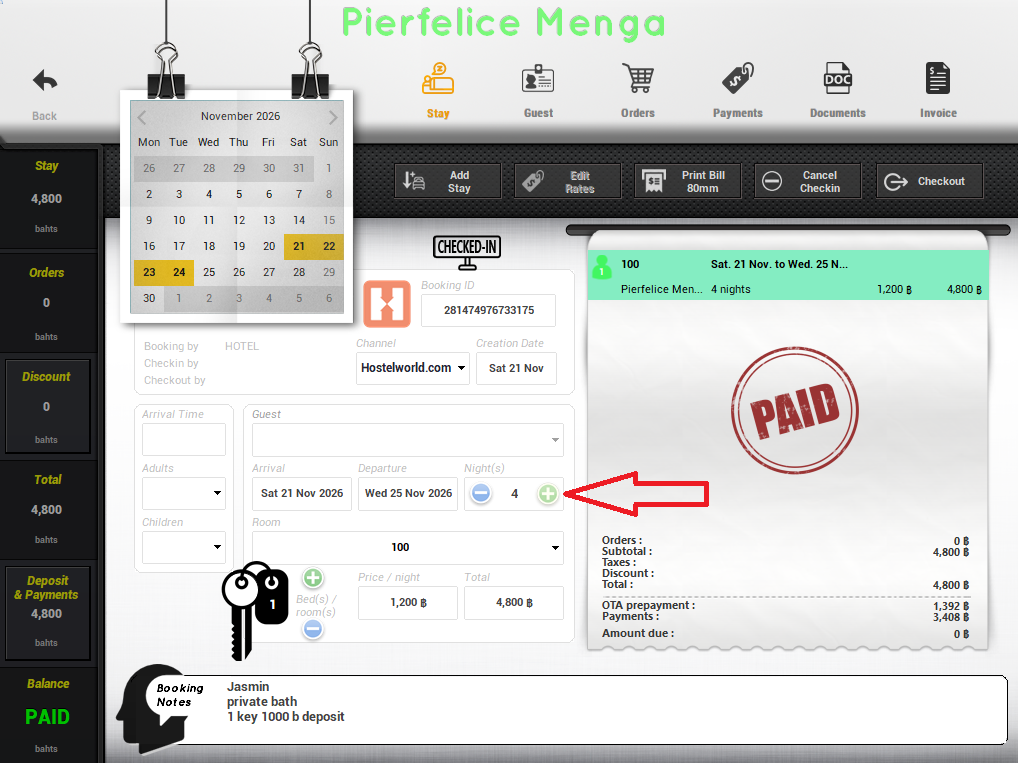 Pierfelice Menga
Back
Stay
Guest
Orders
Payments
Documents
Invoice
November 2026
Mon Tue Wed Thu Fri Sat Sun
26 27 28 29 30 31 1
2 3 4 5 6 7 8
9 10 11 12 13 14 15
16 17 18 19 20 21 22
23 24 25 26 27 28 29
30 1 2 3 4 5 6
Add
Stay
Edit
Rates
Print Bill
80mm
Cancel
Checkin
Checkout
Stay
4,800
bahts
Orders
0
bahts
Discount
0
bahts
Total
4,800
bahts
Deposit
& Payments
4,800
bahts
Balance
PAID
bahts
CHECKED-IN
Booking ID
281474976733175
Booking by HOTEL
Checkin by
Checkout by
Channel
Hostelworld.com
Creation Date
Sat 21 Nov
Arrival Time
Adults
Children
Guest
Arrival
Sat 21 Nov 2026
Departure
Wed 25 Nov 2026
Night(s)
4
Room
100
1
Bed(s) /
room(s)
Price / night
1,200 ฿
Total
4,800 ฿
1
100 Sat. 21 Nov. to Wed. 25 N...
Pierfelice Men... 4 nights 1,200 ฿ 4,800 ฿
PAID
Orders : 0 ฿
Subtotal : 4,800 ฿
Taxes :
Discount :
Total : 4,800 ฿
OTA prepayment : 1,392 ฿
Payments : 3,408 ฿
Amount due : 0 ฿
Booking
Notes
Jasmin
private bath
1 key 1000 b deposit